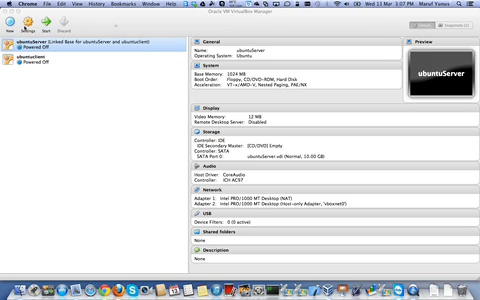 Chrome File Edit View History Bookmarks Window Help
Wed 13 Mar 3:07 PM Maruf Yunus
Oracle VM VirtualBox Manager
New Settings Start Discard
Details Snapshots (1)
ubuntuServer (Linked Base for ubuntuServer and ubuntuclient)
Powered Off
ubuntuclient
Powered Off
General
Name: ubuntuServer
Operating System: Ubuntu
System
Base Memory: 1024 MB
Boot Order: Floppy, CD/DVD-ROM, Hard Disk
Acceleration: VT-x/AMD-V, Nested Paging, PAE/NX
Preview
ubuntuServer
Display
Video Memory: 12 MB
Remote Desktop Server: Disabled
Storage
Controller: IDE
IDE Secondary Master: [CD/DVD] Empty
Controller: SATA
SATA Port 0: ubuntuServer.vdi (Normal, 10.00 GB)
Audio
Host Driver: CoreAudio
Controller: ICH AC97
Network
Adapter 1: Intel PRO/1000 MT Desktop (NAT)
Adapter 2: Intel PRO/1000 MT Desktop (Host-only Adapter, 'vboxnet0')
USB
Device Filters: 0 (0 active)
Shared folders
None
Description
None